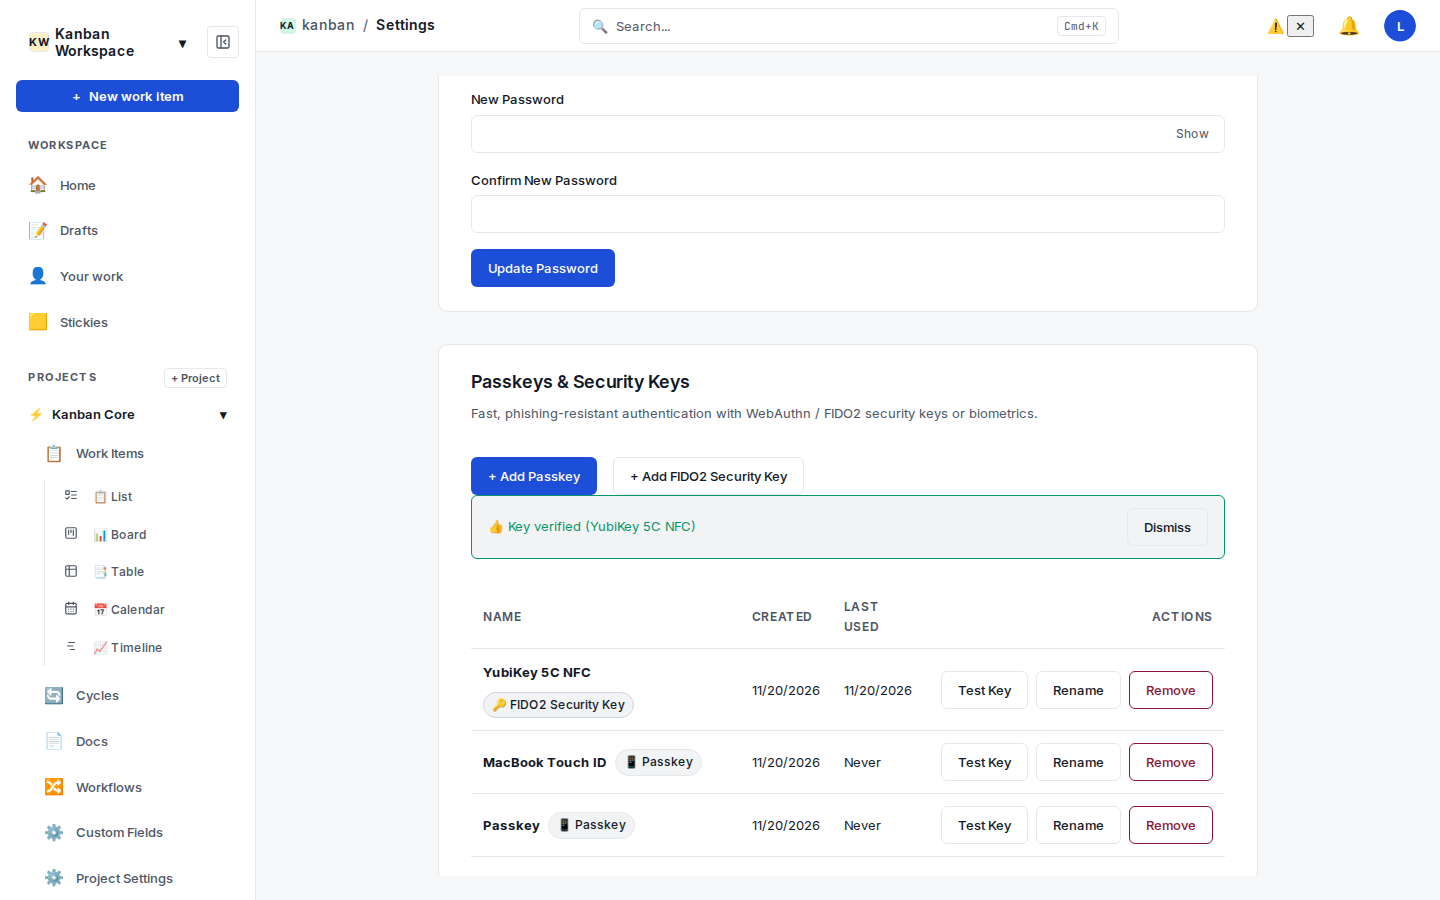 KW Kanban Workspace ▼
+ New work item
WORKSPACE
🏠 Home
📝 Drafts
👤 Your work
🟨 Stickies
PROJECTS + Project
⚡ Kanban Core ▼
📋 Work Items
📋 List
📊 Board
📑 Table
📅 Calendar
📈 Timeline
🔄 Cycles
📄 Docs
🔀 Workflows
⚙️ Custom Fields
⚙️ Project Settings
KA kanban / Settings
🔍 Search... Cmd+K
⚠️ ✕ 🔔 L
New Password
Show
Confirm New Password
Update Password
Passkeys & Security Keys
Fast, phishing-resistant authentication with WebAuthn / FIDO2 security keys or biometrics.
+ Add Passkey + Add FIDO2 Security Key
👍 Key verified (YubiKey 5C NFC) Dismiss
NAME CREATED LAST USED ACTIONS
YubiKey 5C NFC
🔑 FIDO2 Security Key 11/20/2026 11/20/2026 Test Key Rename Remove
MacBook Touch ID 📱 Passkey 11/20/2026 Never Test Key Rename Remove
Passkey 📱 Passkey 11/20/2026 Never Test Key Rename Remove